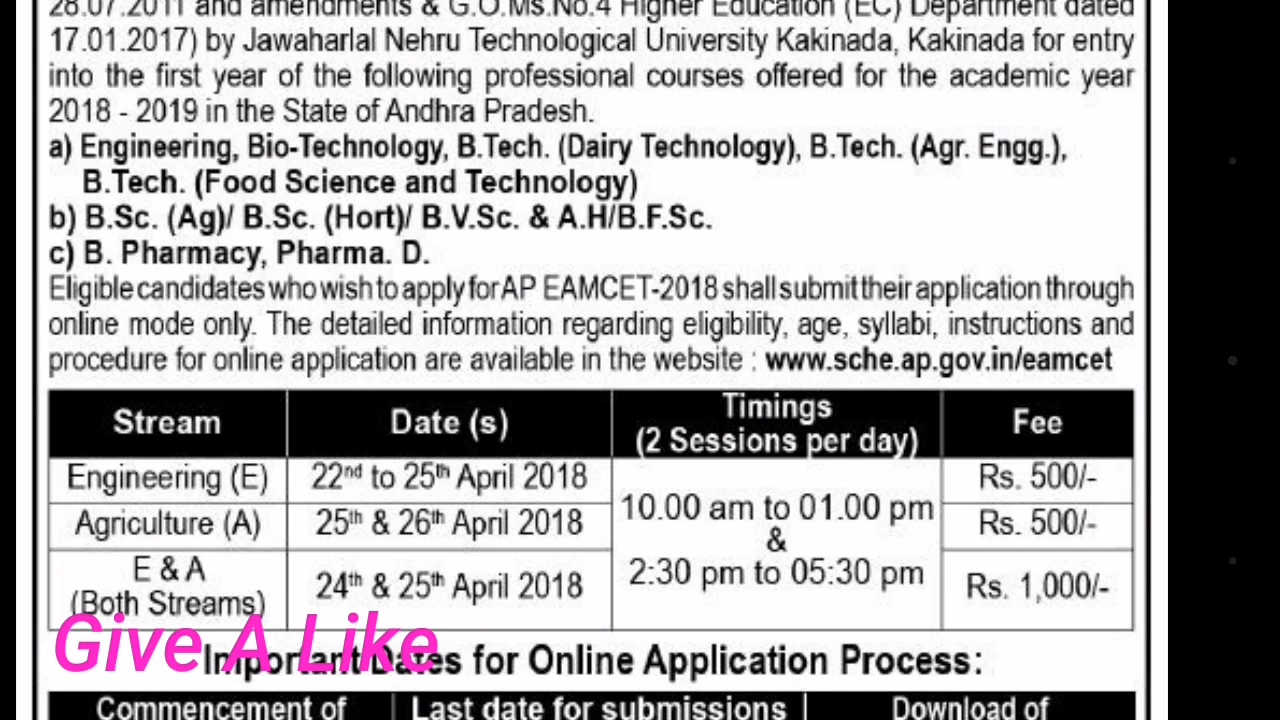 28.07.2011 and amendments & G.O.Ms.No.4 Higher Education (EC) Department dated
17.01.2017) by Jawaharlal Nehru Technological University Kakinada, Kakinada for entry
into the first year of the following professional courses offered for the academic year
2018 - 2019 in the State of Andhra Pradesh.
a) Engineering, Bio-Technology, B.Tech. (Dairy Technology), B.Tech. (Agr. Engg.),
B.Tech. (Food Science and Technology)
b) B.Sc. (Ag)/ B.Sc. (Hort)/ B.V.Sc. & A.H/B.F.Sc.
c) B. Pharmacy, Pharma. D.
Eligible candidates who wish to apply for AP EAMCET-2018 shall submit their application through
online mode only. The detailed information regarding eligibility, age, syllabi, instructions and
procedure for online application are available in the website : www.sche.ap.gov.in/eamcet
Stream Date (s) Timings (2 Sessions per day) Fee
Engineering (E) 22nd to 25th April 2018 Rs. 500/-
10.00 am to 01.00 pm
Agriculture (A) 25th & 26th April 2018 Rs. 500/-
&
2:30 pm to 05:30 pm
E & A
(Both Streams) 24th & 25th April 2018 Rs. 1,000/-
Give A Like
Important Dates for Online Application Process:
Commencement of Last date for submissions Download of